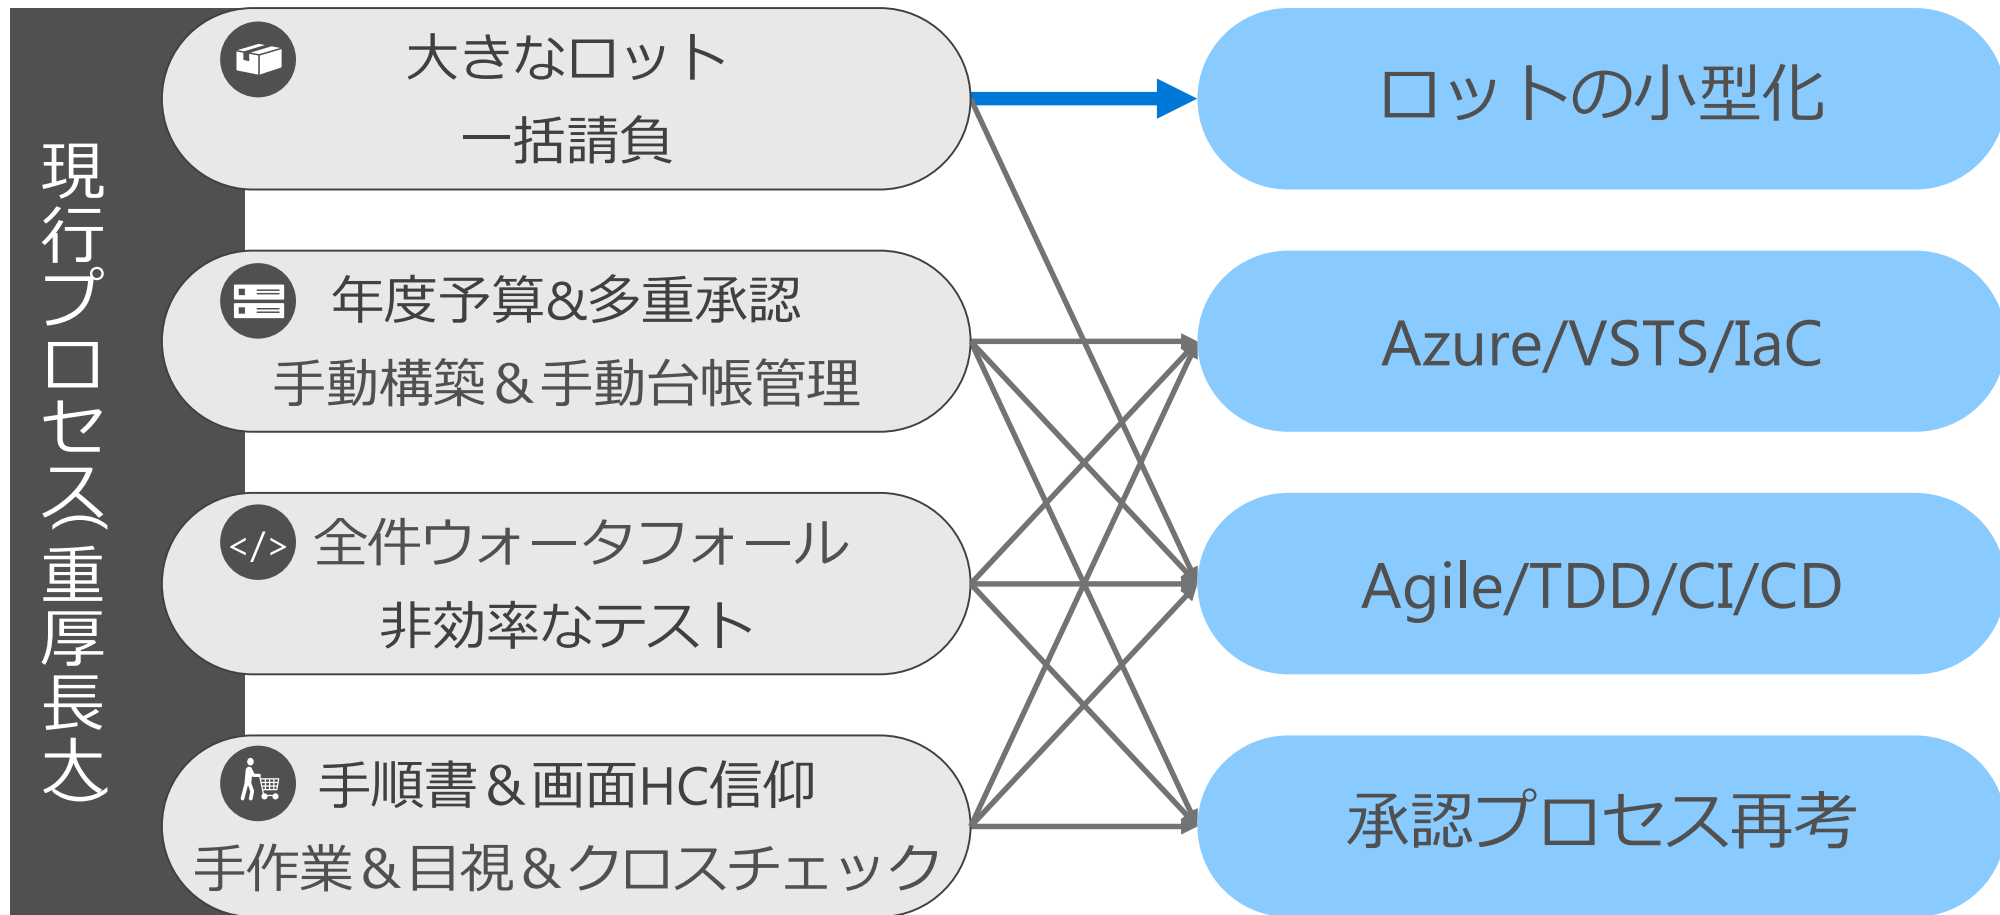 現行プロセス(重厚長大)
大きなロット
一括請負
年度予算&多重承認
手動構築&手動台帳管理
</>
全件ウォータフォール
非効率なテスト
手順書&画面HC信仰
手作業&目視&クロスチェック
ロットの小型化
Azure/VSTS/IaC
Agile/TDD/CI/CD
承認プロセス再考